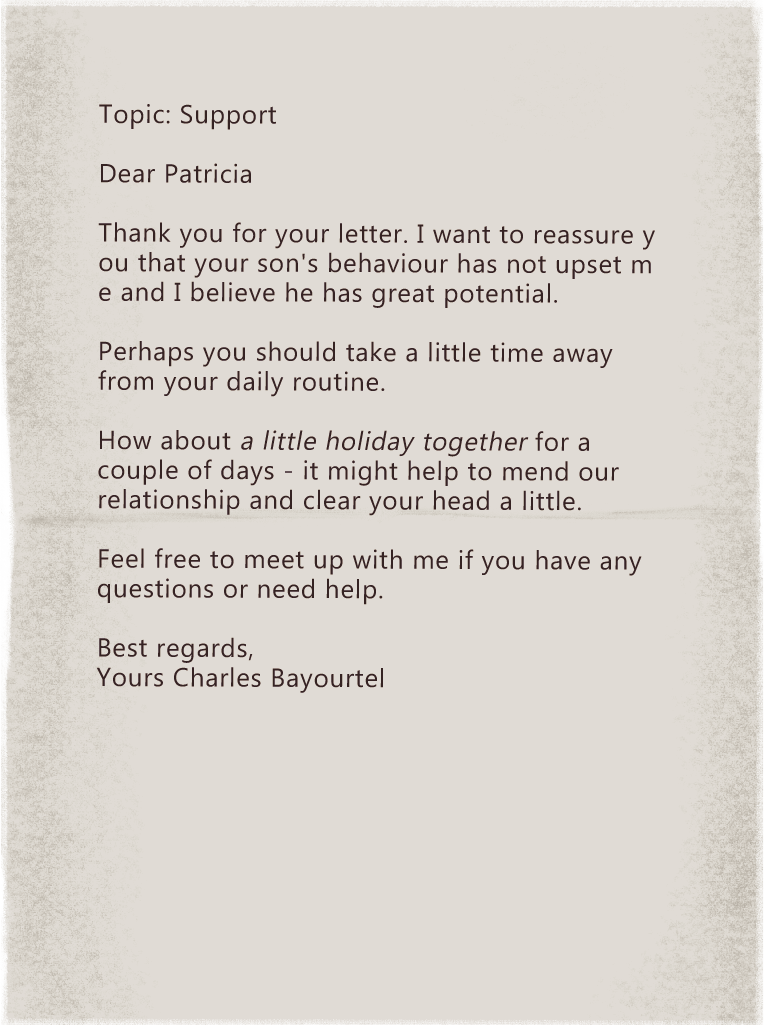 Topic: Support
Dear Patricia
Thank you for your letter. I want to reassure y
ou that your son's behaviour has not upset m
e and I believe he has great potential.
Perhaps you should take a little time away
from your daily routine.
How about a little holiday together for a
couple of days - it might help to mend our
relationship and clear your head a little.
Feel free to meet up with me if you have any
questions or need help.
Best regards,
Yours Charles Bayourtel